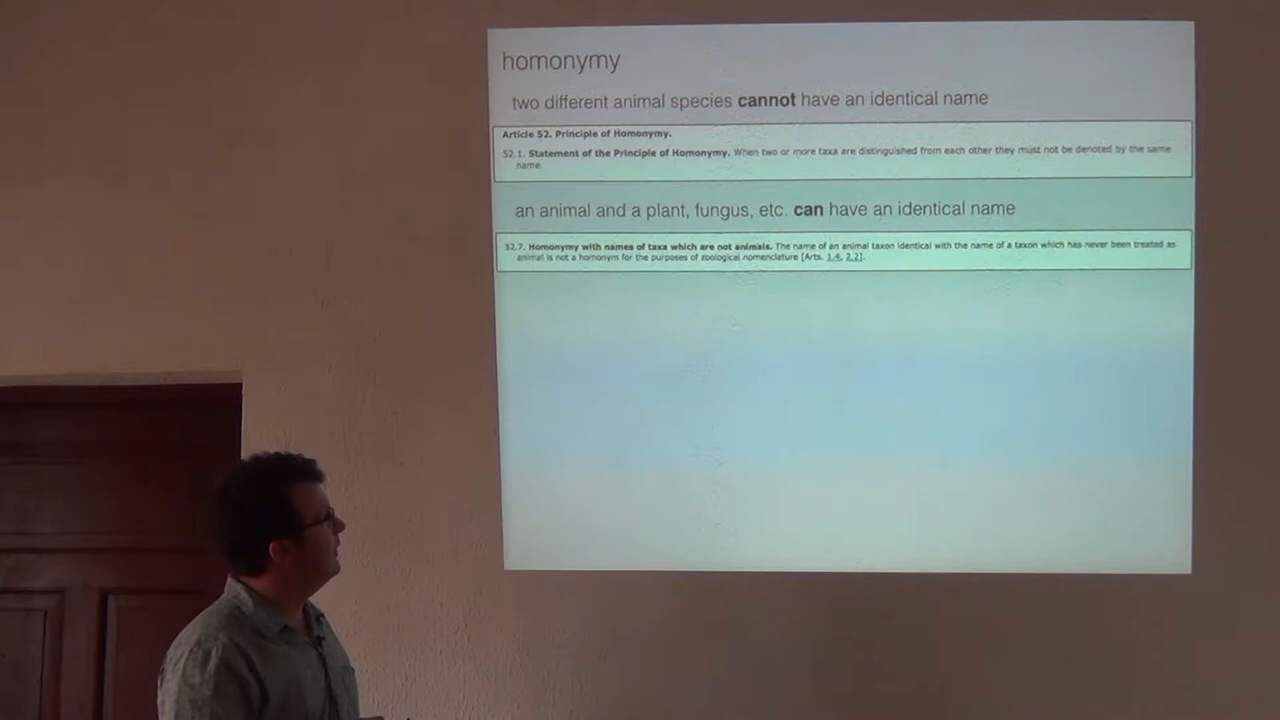 homonymy
two different animal species cannot have an identical name
Article 52. Principle of Homonymy.
52.1. Statement of the Principle of Homonymy. When two or more taxa are distinguished from each other they must not be denoted by the same
name.
an animal and a plant, fungus, etc. can have an identical name
52.7. Homonymy with names of taxa which are not animals. The name of an animal taxon identical with the name of a taxon which has never been treated as
animal is not a homonym for the purposes of zoological nomenclature [Arts. 1.4, 2.2].